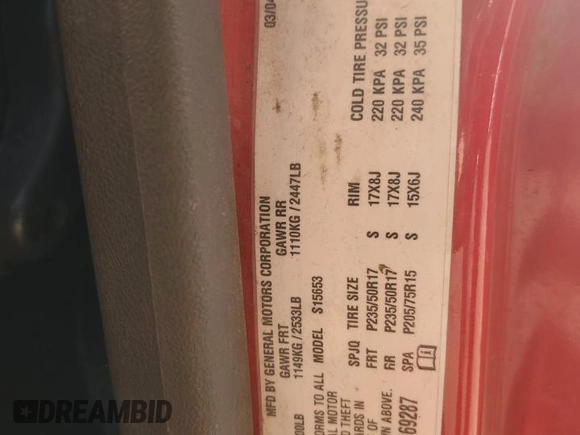 03/04
MFD BY GENERAL MOTORS CORPORATION
GAWR FRT GAWR RR
1149KG / 2533LB 1110KG / 2447LB
00LB
ORMS TO ALL MODEL S15653
MOTOR
THEFT
ARDS IN
OF
ABOVE.
69287
SPJQ TIRE SIZE RIM COLD TIRE PRESSU
FRT P235/50R17 S 17X8J 220 KPA 32 PSI
RR P235/50R17 S 17X8J 220 KPA 32 PSI
SPA P205/75R15 S 15X6J 240 KPA 35 PSI
DREAMBID